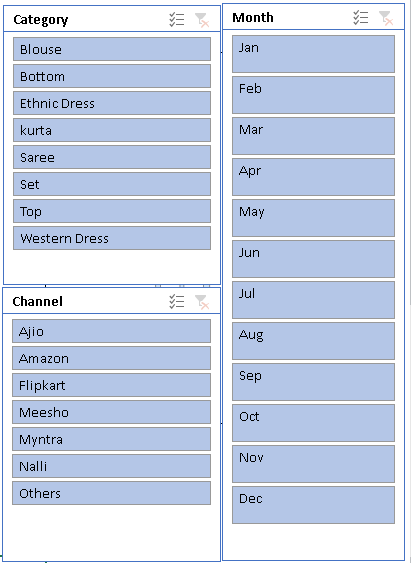 Category
Blouse
Bottom
Ethnic Dress
kurta
Saree
Set
Top
Western Dress
Channel
Ajio
Amazon
Flipkart
Meesho
Myntra
Nalli
Others
Month
Jan
Feb
Mar
Apr
May
Jun
Jul
Aug
Sep
Oct
Nov
Dec